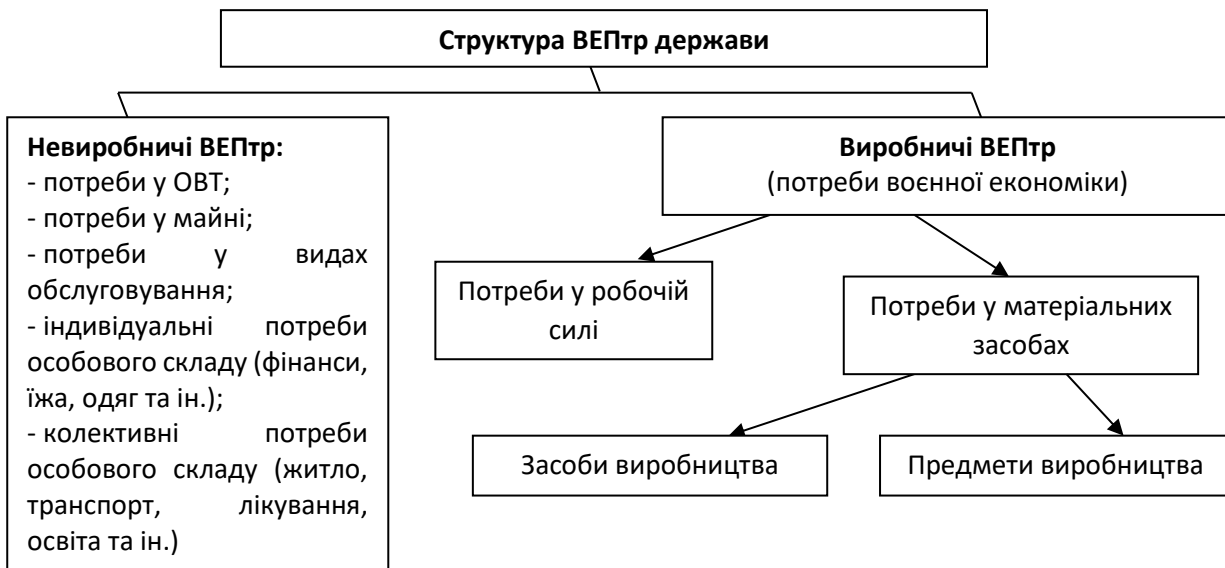 Структура ВЕПтр держави
Невиробничі ВЕПтр:
- потреби у ОВТ;
- потреби у майні;
- потреби у видах
обслуговування;
- індивідуальні потреби
особового складу (фінанси,
їжа, одяг та ін.);
- колективні потреби
особового складу (житло,
транспорт, лікування,
освіта та ін.)
Виробничі ВЕПтр
(потреби воєнної економіки)
Потреби у робочій
силі
Потреби у матеріальних
засобах
Засоби виробництва
Предмети виробництва